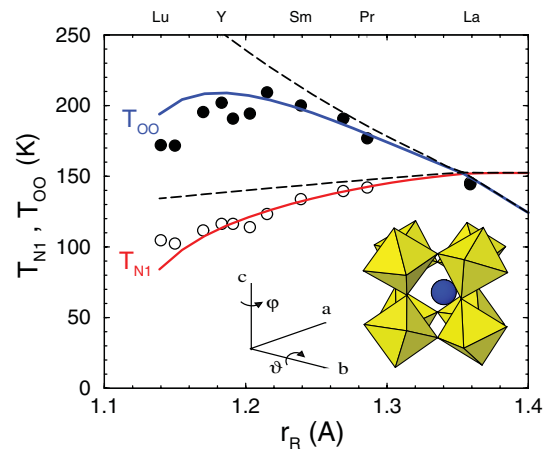 Lu Y Sm Pr La
250
200
150
100
50
0
T_N1 , T_OO (K)
T_OO
T_N1
c
φ
a
ϑ
b
1.1 1.2 1.3 1.4
r_R (A)